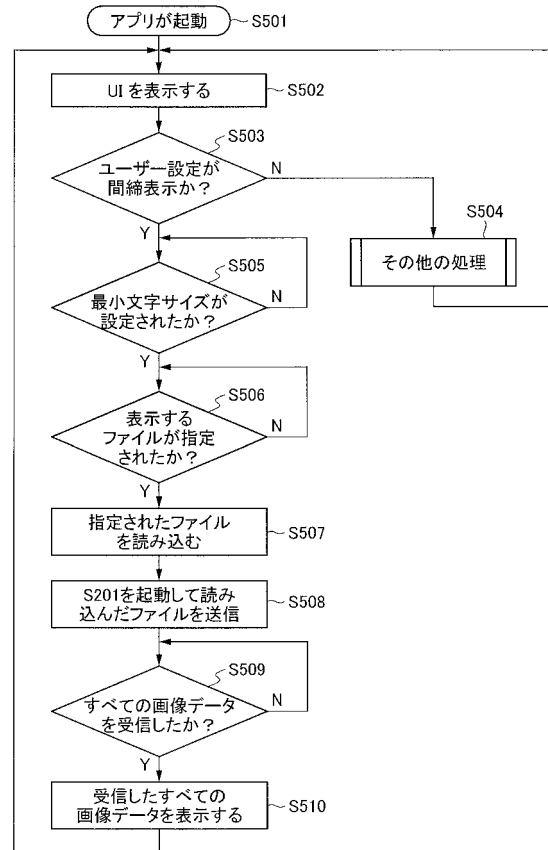 アプリが起動
S501
UIを表示する
S502
S503
ユーザー設定が
間締表示か？
N
Y
S504
その他の処理
S505
最小文字サイズが
設定されたか？
N
Y
S506
表示する
ファイルが指定
されたか？
N
Y
指定されたファイル
を読み込む
S507
S201を起動して読み
込んだファイルを送信
S508
S509
すべての画像データ
を受信したか？
N
Y
受信したすべての
画像データを表示する
S510